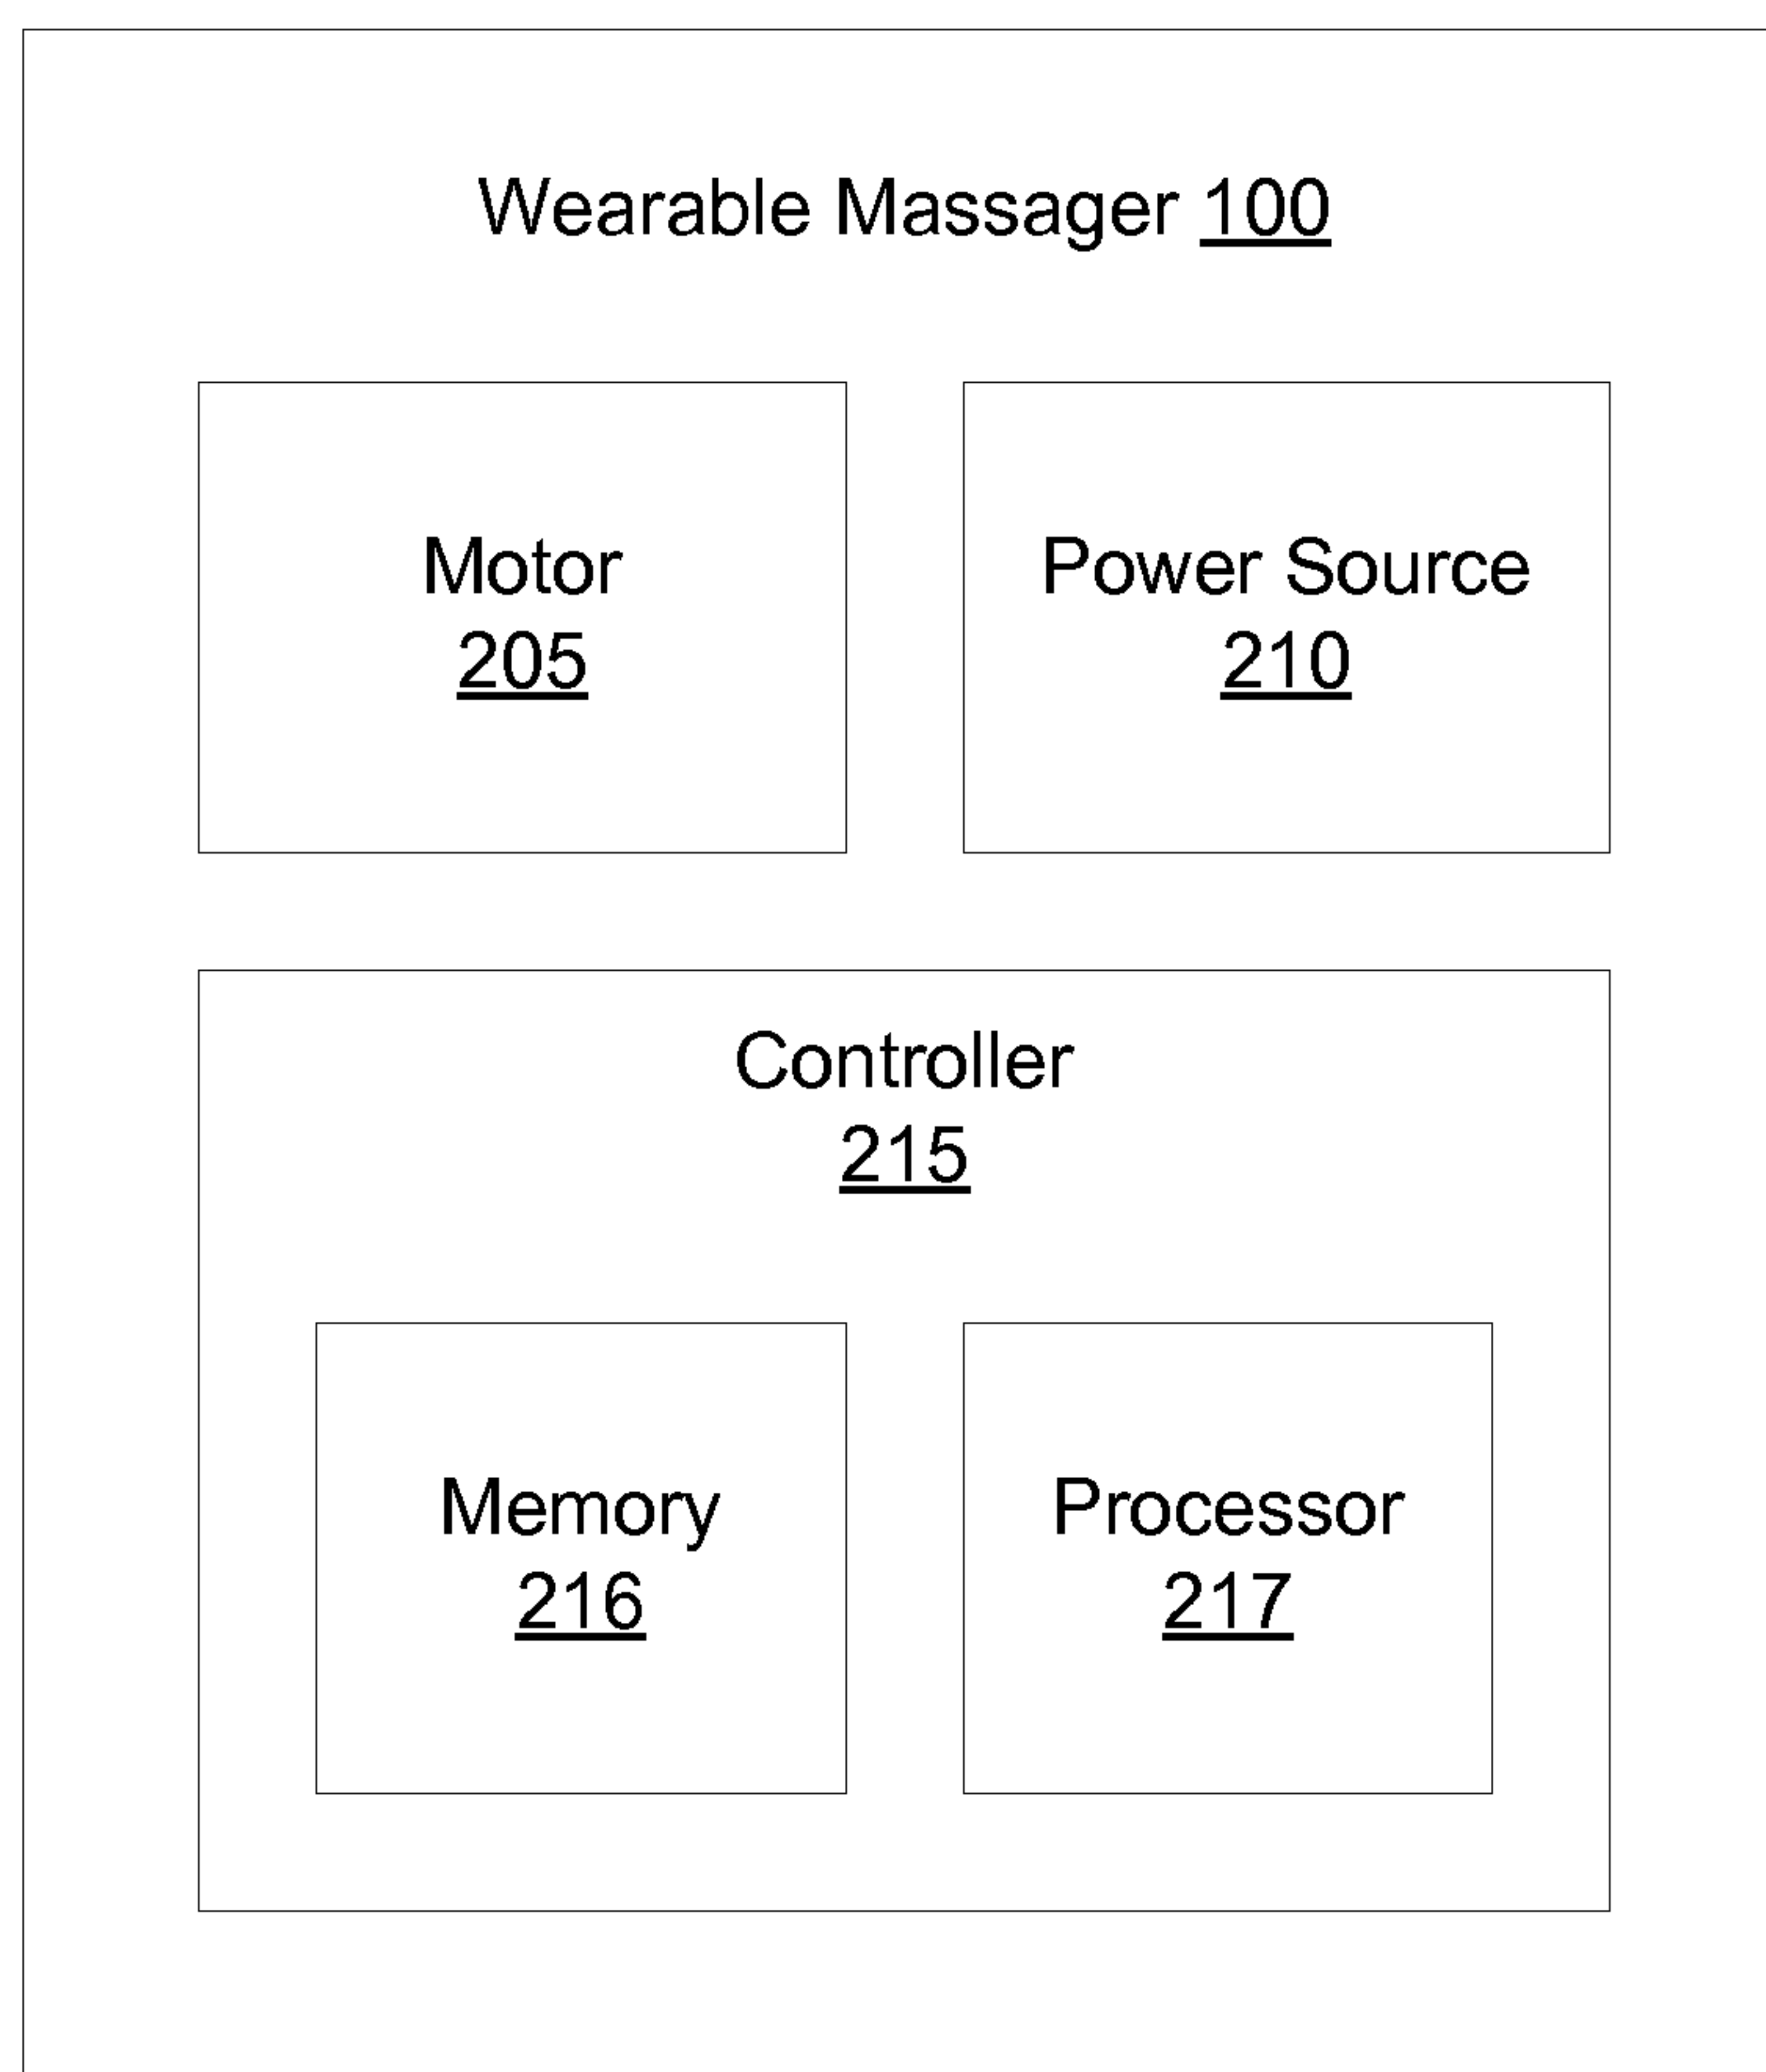 Wearable Massager 100
Motor
205
Power Source
210
Controller
215
Memory
216
Processor
217